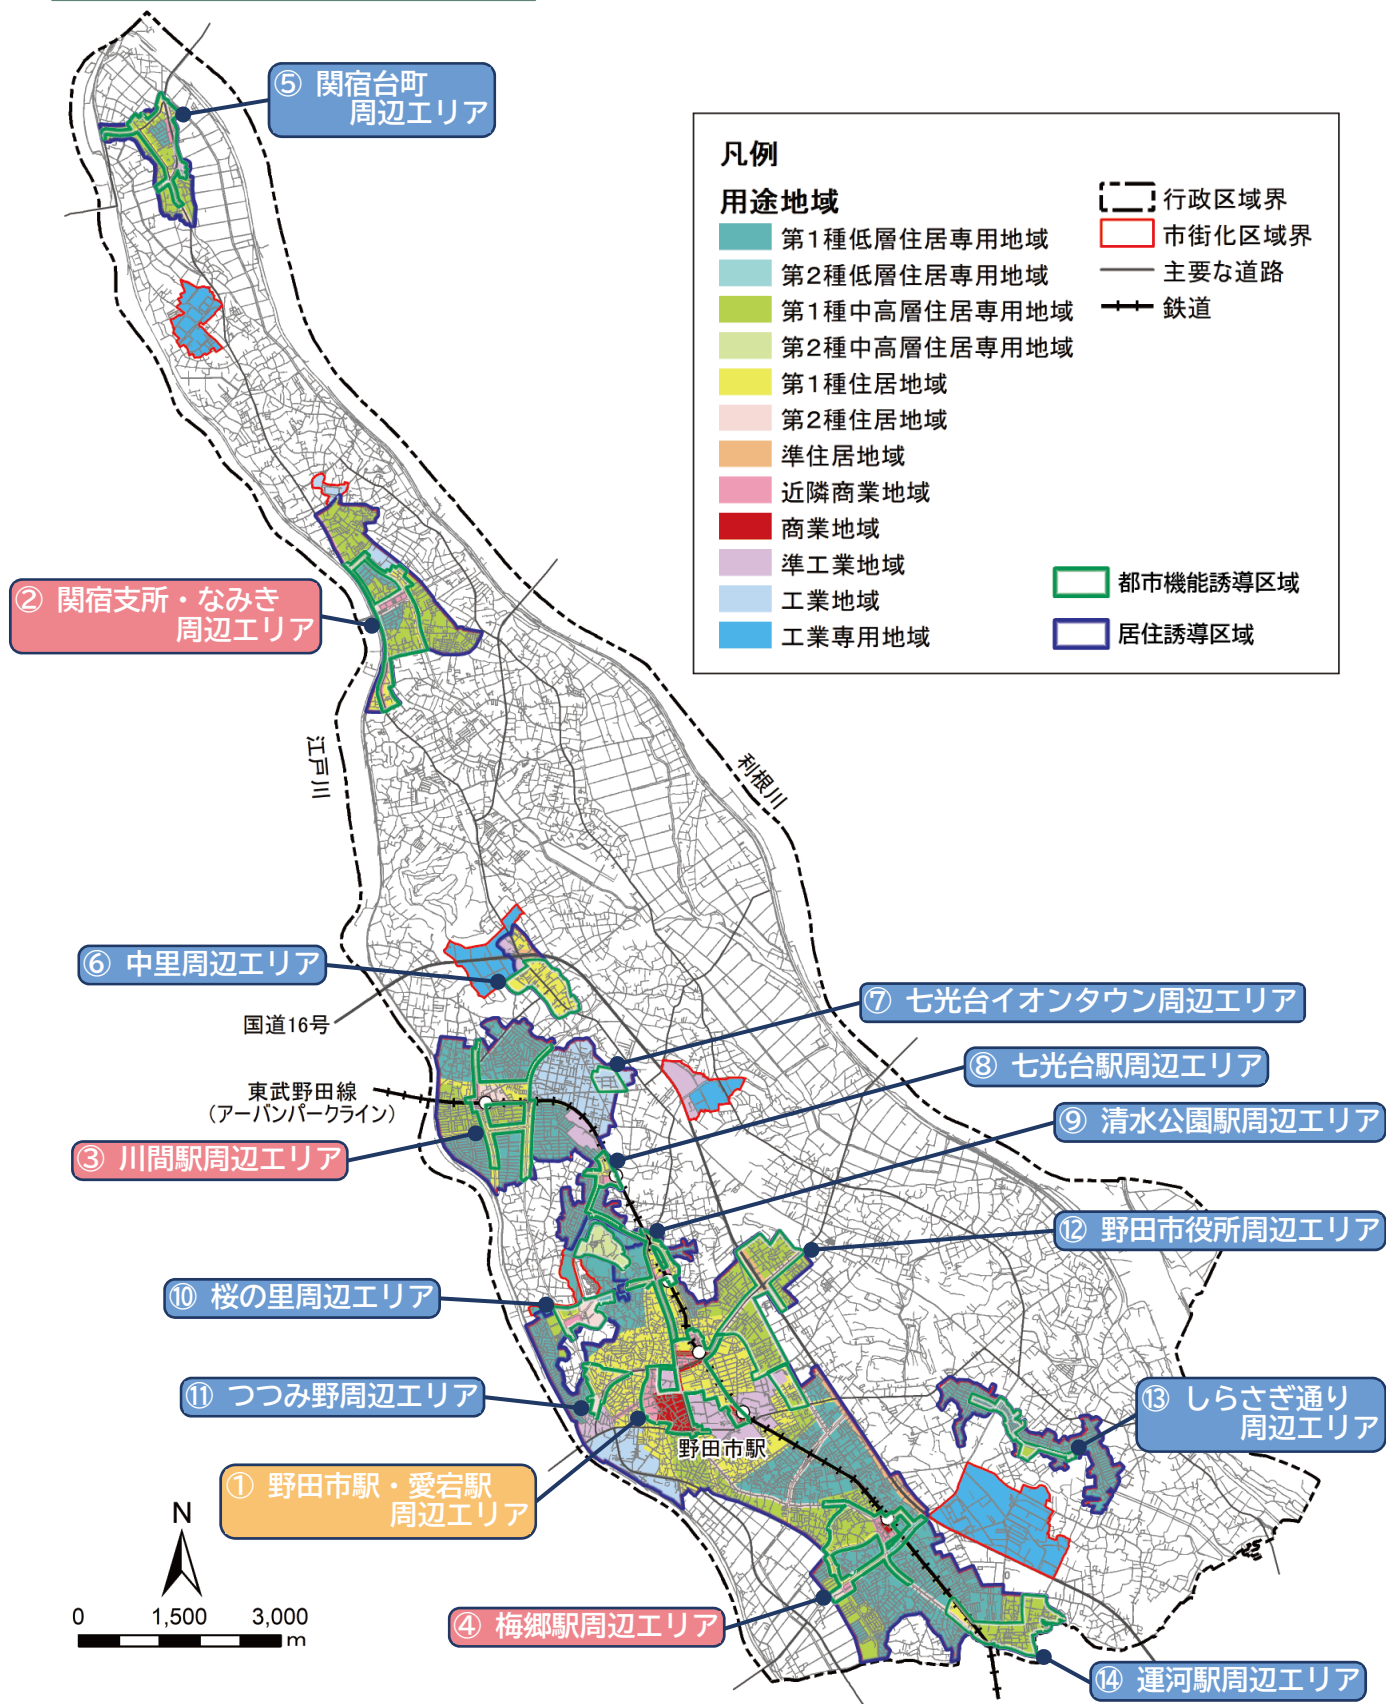 ⑤ 関宿台町
周辺エリア
凡例
用途地域
第1種低層住居専用地域
第2種低層住居専用地域
第1種中高層住居専用地域
第2種中高層住居専用地域
第1種住居地域
第2種住居地域
準住居地域
近隣商業地域
商業地域
準工業地域
工業地域
工業専用地域
行政区域界
市街化区域界
主要な道路
鉄道
都市機能誘導区域
居住誘導区域
② 関宿支所・なみき
周辺エリア
江戸川
利根川
⑥ 中里周辺エリア
国道16号
⑦ 七光台イオンタウン周辺エリア
⑧ 七光台駅周辺エリア
東武野田線
（アーバンパークライン）
⑨ 清水公園駅周辺エリア
③ 川間駅周辺エリア
⑫ 野田市役所周辺エリア
⑩ 桜の里周辺エリア
⑪ つつみ野周辺エリア
⑬ しらさぎ通り
周辺エリア
野田市駅
① 野田市駅・愛宕駅
周辺エリア
N
0 1,500 3,000
m
④ 梅郷駅周辺エリア
⑭ 運河駅周辺エリア